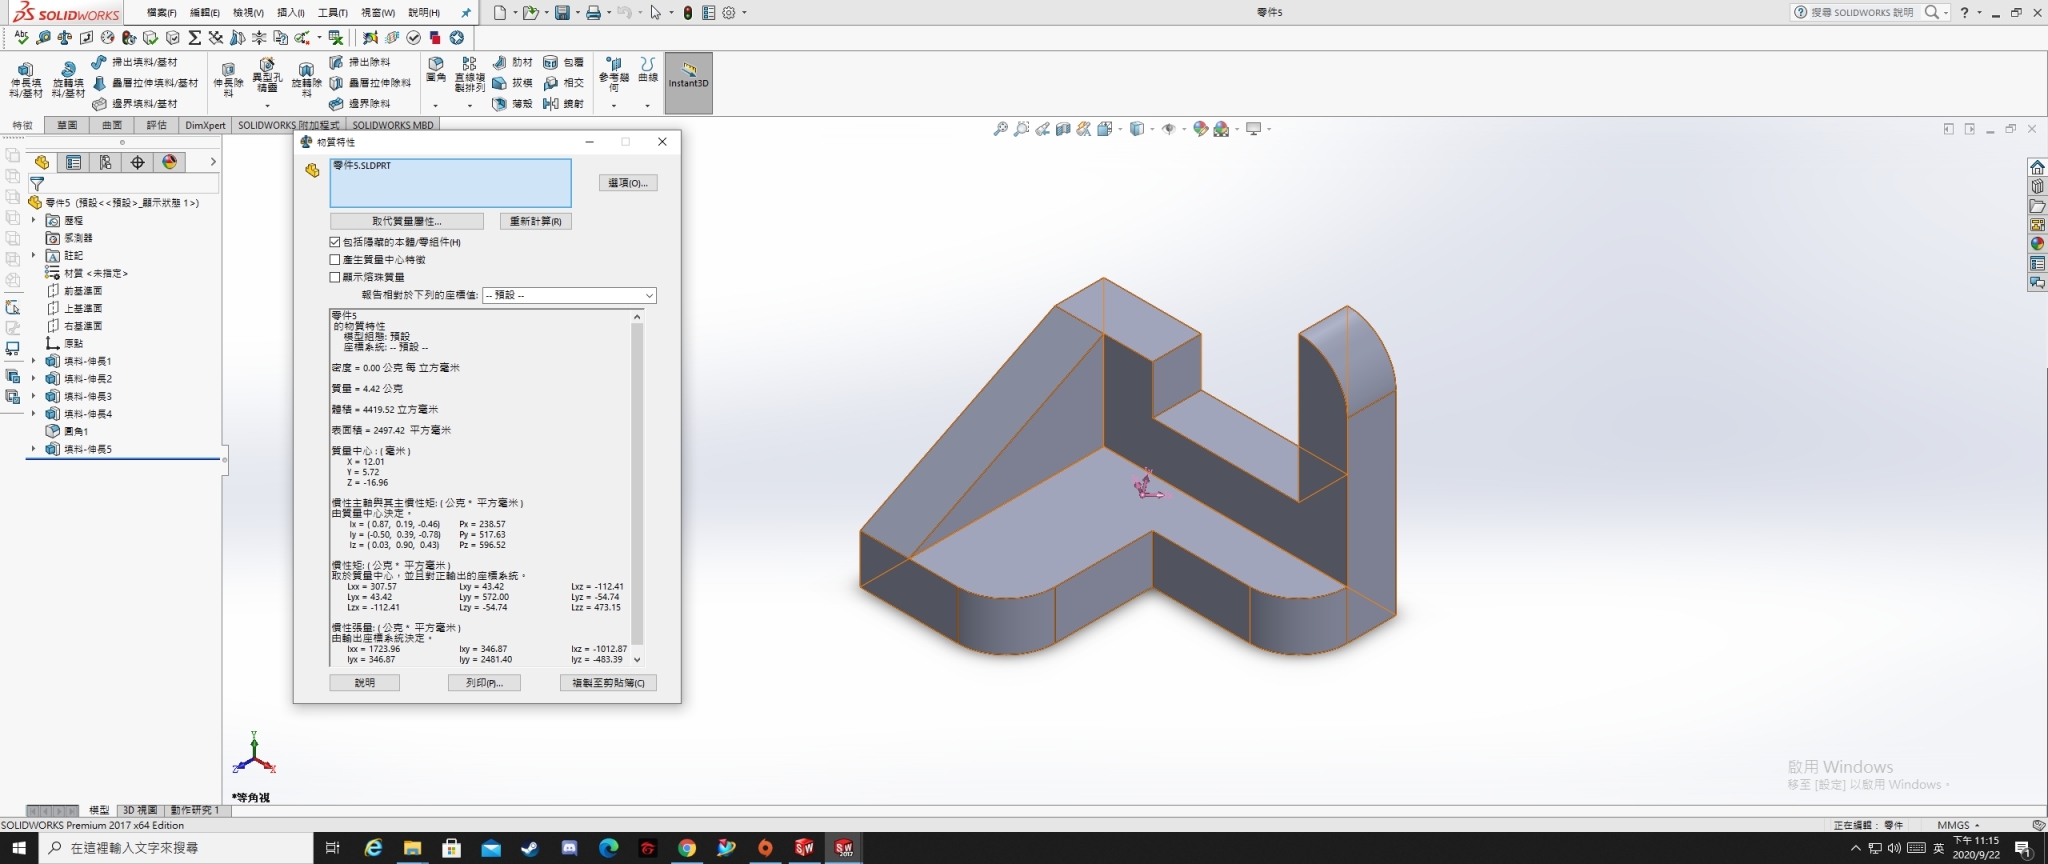 SOLIDWORKS
檔案(F) 編輯(E) 檢視(V) 插入(I) 工具(T) 視窗(W) 說明(H)
零件5
搜尋 SOLIDWORKS 說明
伸長填料/基材
旋轉填料/基材
掃出填料/基材
疊層拉伸填料/基材
邊界填料/基材
伸長除料
異型孔精靈
旋轉除料
掃出除料
疊層拉伸除料
邊界除料
圓角
直線複製排列
肋材
拔模
薄殼
包覆
相交
鏡射
參考幾何
曲線
Instant3D
特徵 草圖 曲面 評估 DimXpert SOLIDWORKS 附加程式 SOLIDWORKS MBD
零件5 (預設<<預設>_顯示狀態 1>)
歷程
感測器
註記
材質 <未指定>
前基準面
上基準面
右基準面
原點
填料-伸長1
填料-伸長2
填料-伸長3
填料-伸長4
圓角1
填料-伸長5
物質特性
零件5.SLDPRT
選項(O)...
取代質量屬性... 重新計算(R)
包括隱藏的本體/零組件(H)
產生質量中心特徵
顯示熔珠質量
報告相對於下列的座標值: -- 預設 --
零件5
的物質特性
模型組態: 預設
座標系統: -- 預設 --
密度 = 0.00 公克 每 立方毫米
質量 = 4.42 公克
體積 = 4419.52 立方毫米
表面積 = 2497.42 平方毫米
質量中心 : ( 毫米 )
X = 12.01
Y = 5.72
Z = -16.96
慣性主軸與其主慣性矩: ( 公克 * 平方毫米 )
由質量中心決定。
Ix = ( 0.87, 0.19, -0.46) Px = 238.57
Iy = (-0.50, 0.39, -0.78) Py = 517.63
Iz = ( 0.03, 0.90, 0.43) Pz = 596.52
慣性矩: ( 公克 * 平方毫米 )
取於質量中心，並且對正輸出的座標系統。
Lxx = 307.57 Lxy = 43.42 Lxz = -112.41
Lyx = 43.42 Lyy = 572.00 Lyz = -54.74
Lzx = -112.41 Lzy = -54.74 Lzz = 473.15
慣性張量: ( 公克 * 平方毫米 )
由輸出座標系統決定。
Ixx = 1723.96 Ixy = 346.87 Ixz = -1012.87
Iyx = 346.87 Iyy = 2481.40 Iyz = -483.39
說明 列印(P)... 複製至剪貼簿(C)
Y
Z X
*等角視
啟用 Windows
移至 [設定] 以啟用 Windows。
模型 3D 視圖 動作研究 1
SOLIDWORKS Premium 2017 x64 Edition
正在編輯： 零件 MMGS
在這裡輸入文字來搜尋
英
下午 11:15
2020/9/22